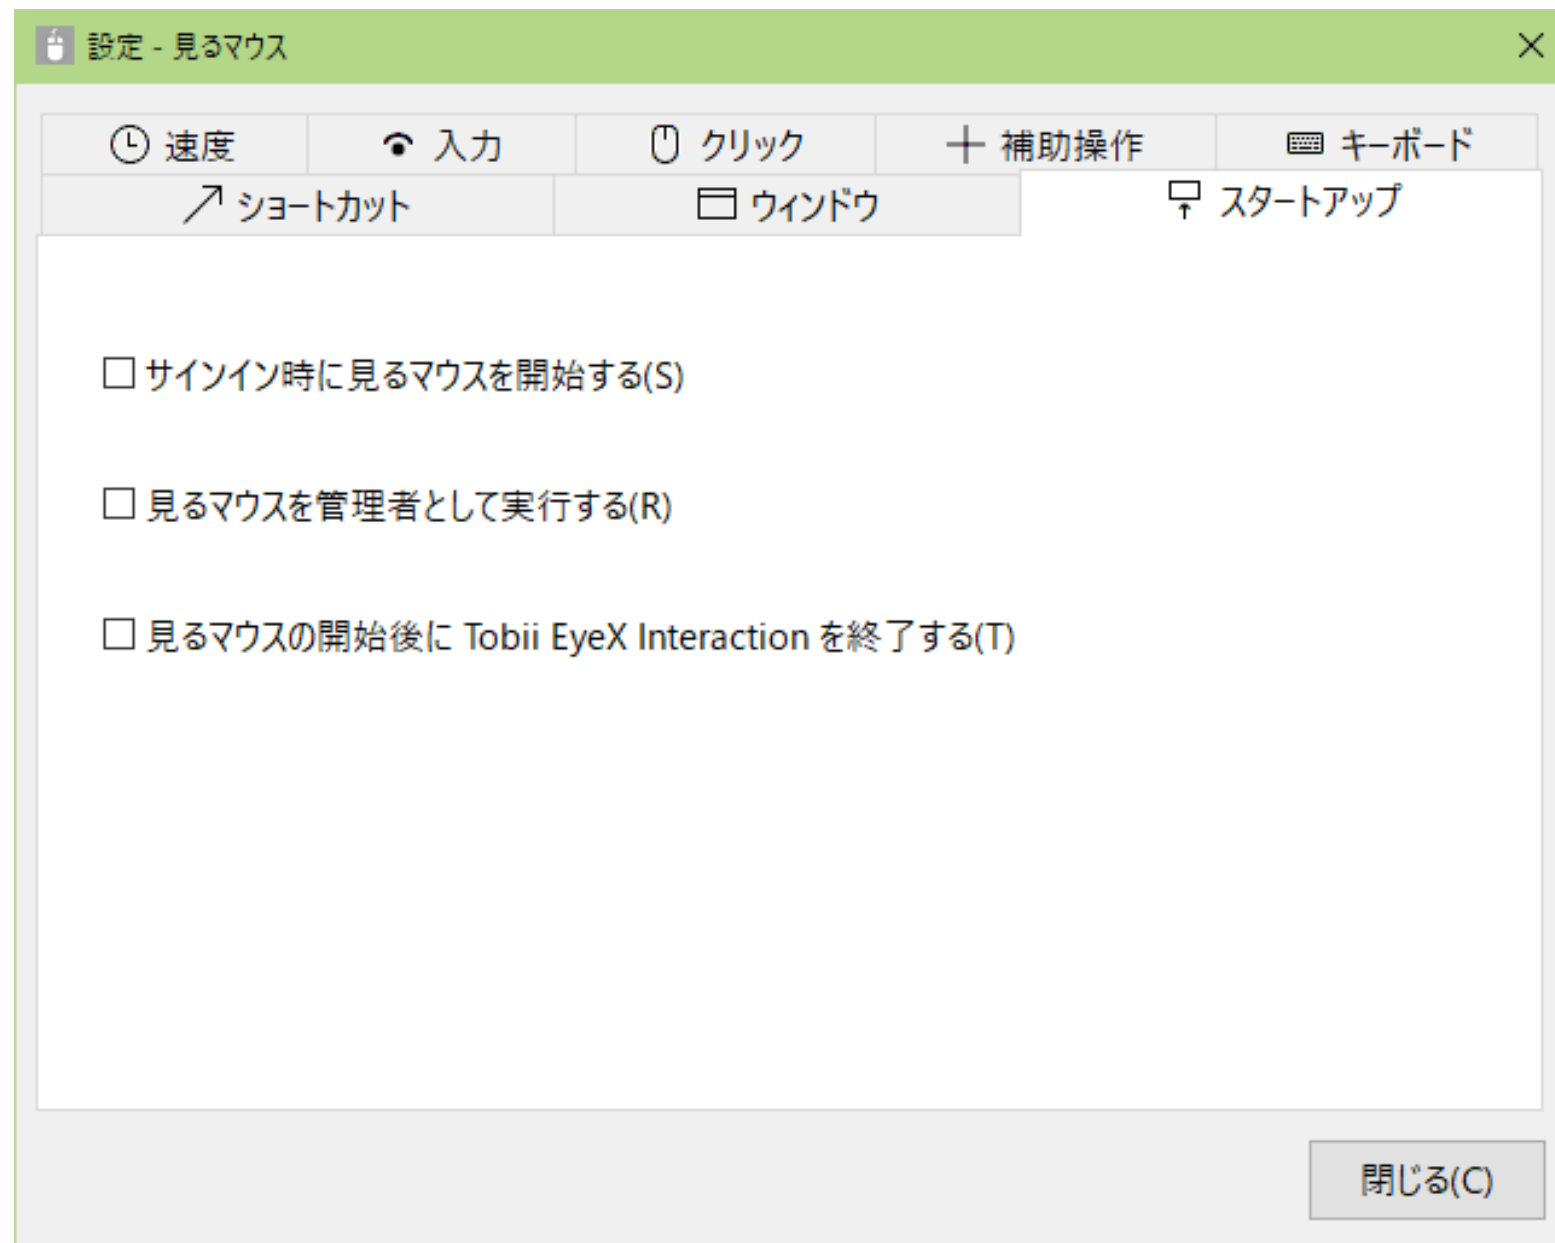 設定 - 見るマウス
速度 入力 クリック 補助操作 キーボード
ショートカット ウィンドウ スタートアップ
サインイン時に見るマウスを開始する(S)
見るマウスを管理者として実行する(R)
見るマウスの開始後に Tobii EyeX Interaction を終了する(T)
閉じる(C)